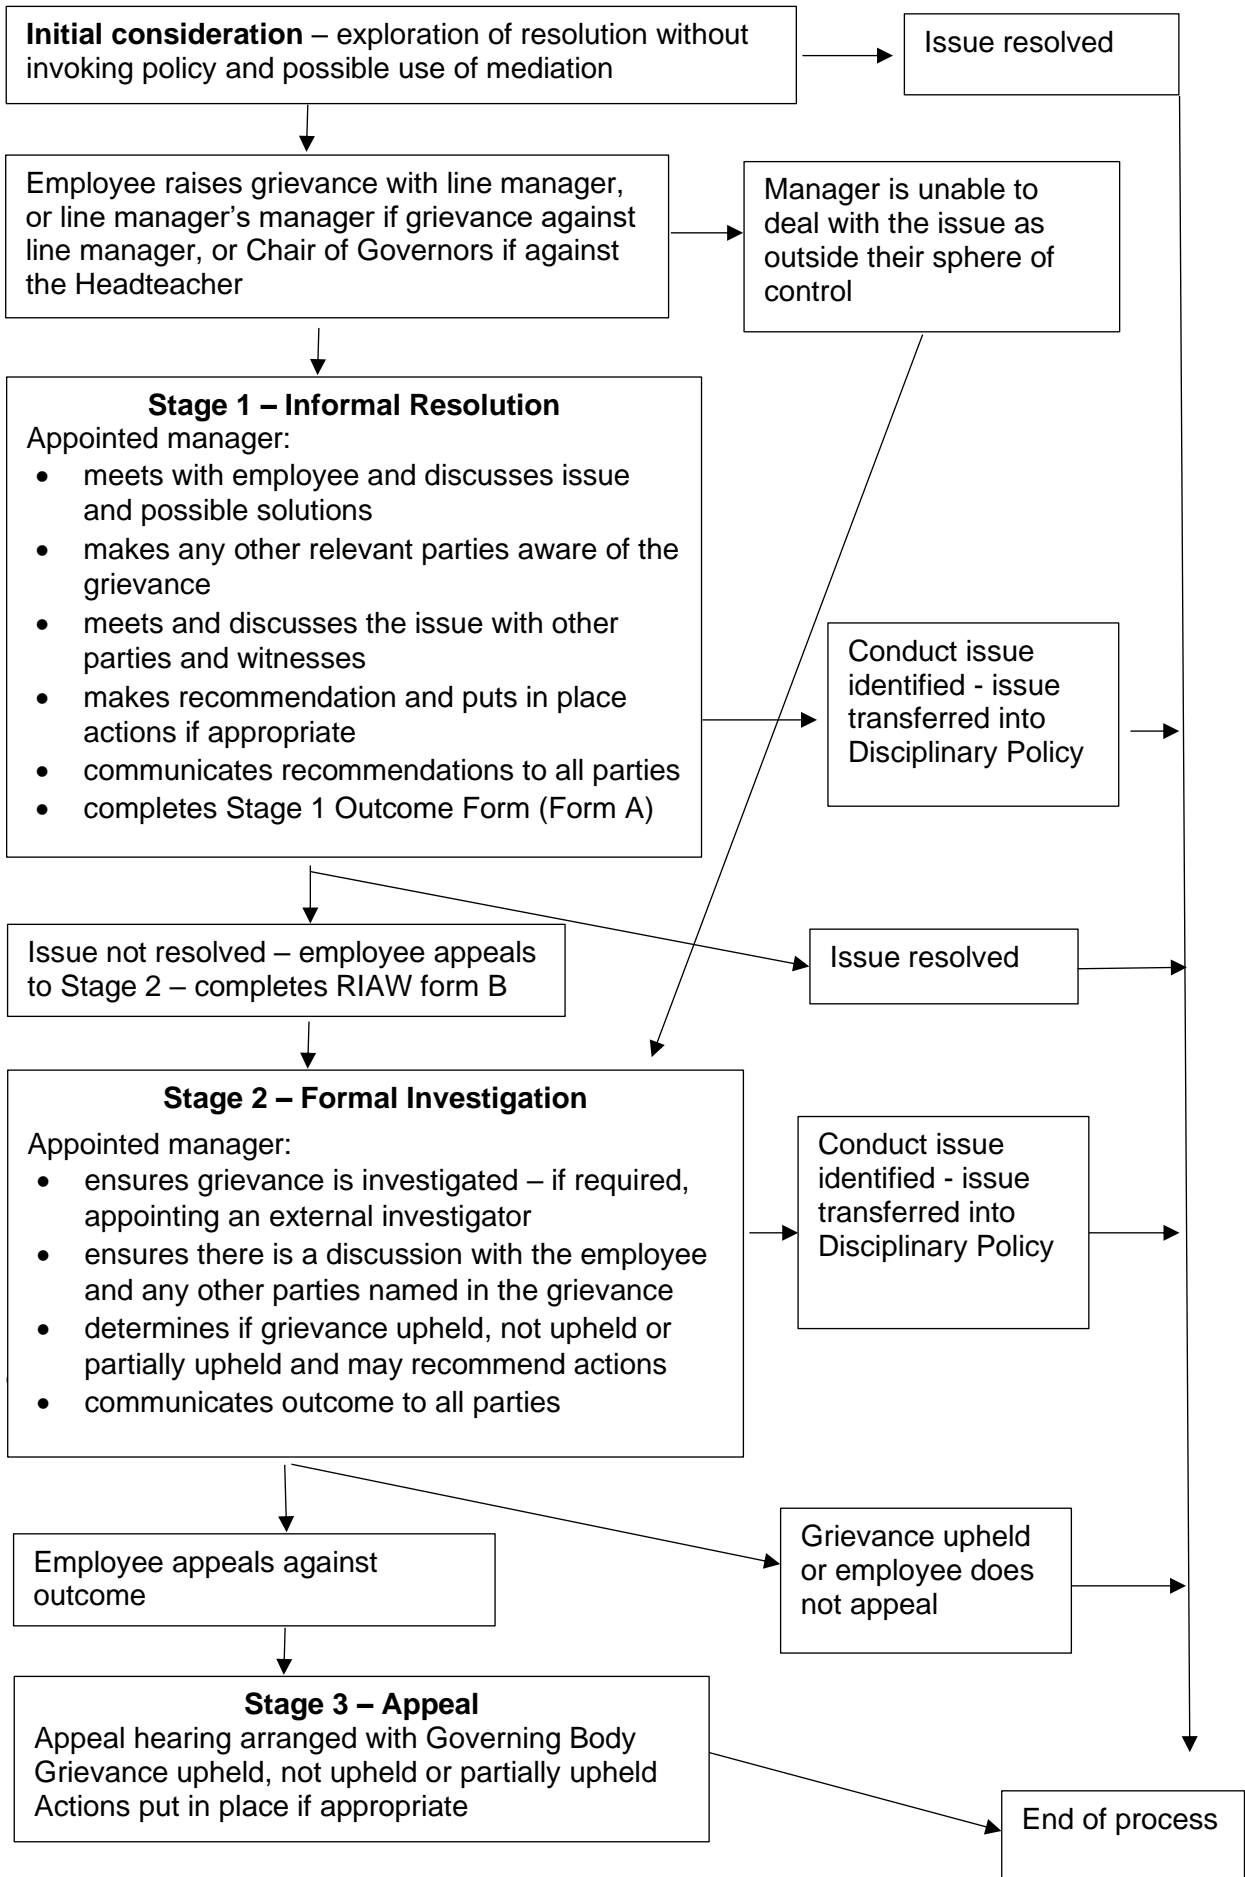 Initial consideration – exploration of resolution without
invoking policy and possible use of mediation
Issue resolved
Employee raises grievance with line manager,
or line manager’s manager if grievance against
line manager, or Chair of Governors if against
the Headteacher
Manager is unable to
deal with the issue as
outside their sphere of
control
Stage 1 – Informal Resolution
Appointed manager:
• meets with employee and discusses issue
and possible solutions
• makes any other relevant parties aware of the
grievance
• meets and discusses the issue with other
parties and witnesses
• makes recommendation and puts in place
actions if appropriate
• communicates recommendations to all parties
• completes Stage 1 Outcome Form (Form A)
Conduct issue
identified - issue
transferred into
Disciplinary Policy
Issue not resolved – employee appeals
to Stage 2 – completes RIAW form B
Issue resolved
Stage 2 – Formal Investigation
Appointed manager:
• ensures grievance is investigated – if required,
appointing an external investigator
• ensures there is a discussion with the employee
and any other parties named in the grievance
• determines if grievance upheld, not upheld or
partially upheld and may recommend actions
• communicates outcome to all parties
Conduct issue
identified - issue
transferred into
Disciplinary Policy
Employee appeals against
outcome
Grievance upheld
or employee does
not appeal
Stage 3 – Appeal
Appeal hearing arranged with Governing Body
Grievance upheld, not upheld or partially upheld
Actions put in place if appropriate
End of process